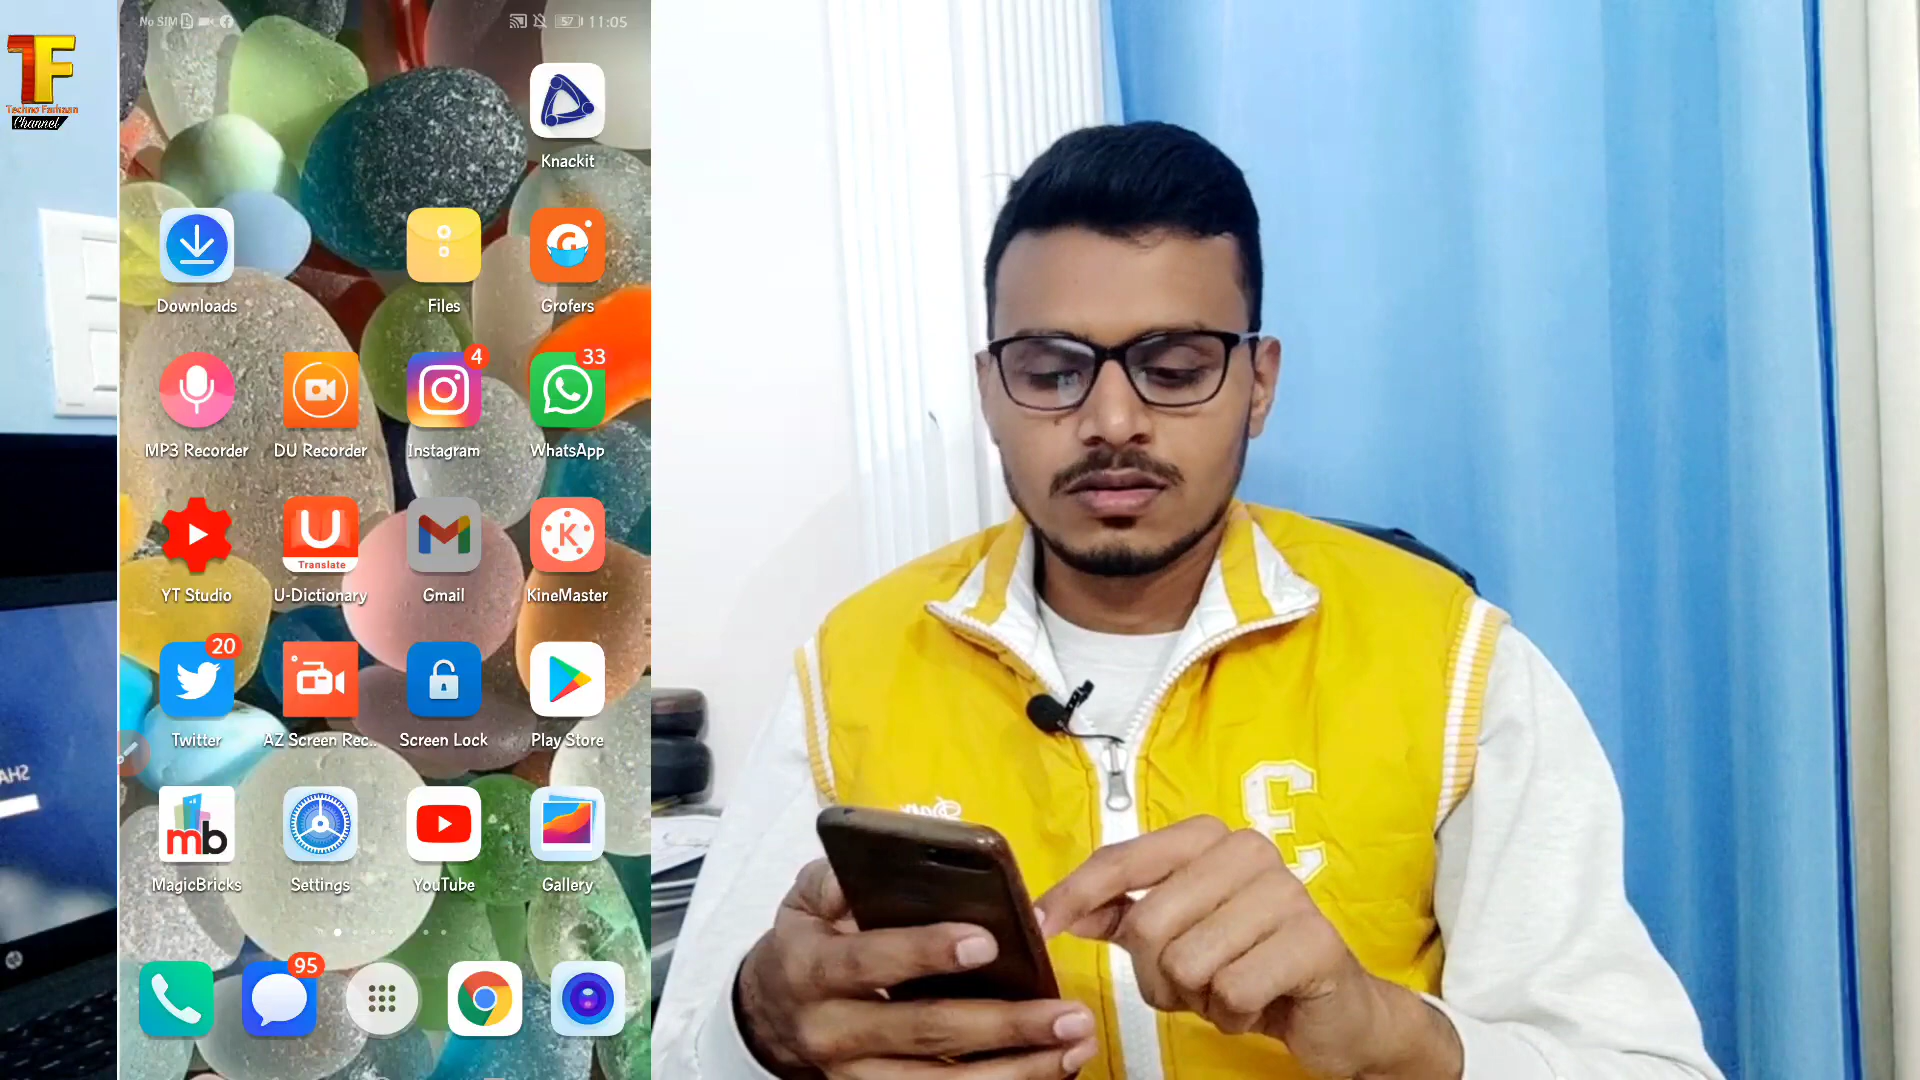 No SIM
57
11:05
TF
Techno Farhaan
Channel
Knackit
Downloads
Files
Grofers
4
33
MP3 Recorder
DU Recorder
Instagram
WhatsApp
U
Translate
K
YT Studio
U-Dictionary
Gmail
KineMaster
20
Twitter
AZ Screen Rec..
Screen Lock
Play Store
mb
MagicBricks
Settings
YouTube
Gallery
95